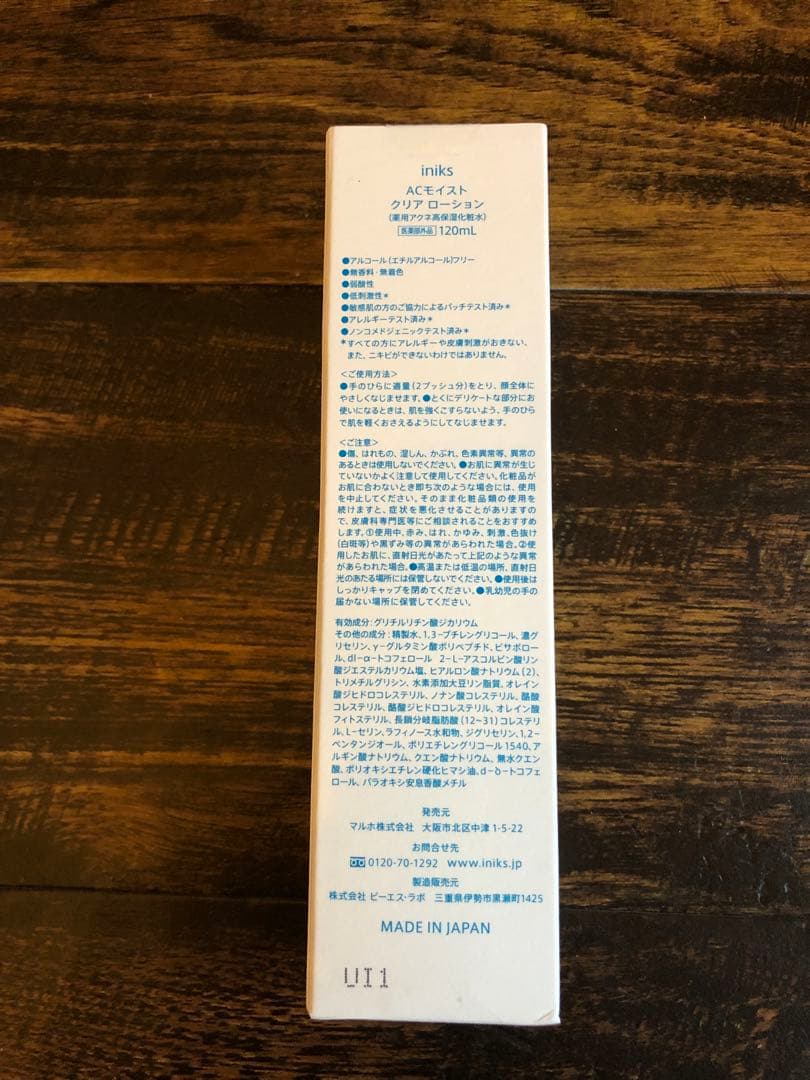 iniks
ACモイスト
クリア ローション
(薬用アクネ高保湿化粧水)
医薬部外品 120mL
●アルコール(エチルアルコール)フリー
●無香料・無着色
●弱酸性
●低刺激性*
●敏感肌の方のご協力によるパッチテスト済み*
●アレルギーテスト済み*
●ノンコメドジェニックテスト済み*
*すべての方にアレルギーや皮膚刺激がおきない、
また、ニキビができないわけではありません。
<ご使用方法>
●手のひらに適量(2プッシュ分)をとり、顔全体に
やさしくなじませます。●とくにデリケートな部分にお
使いになるときは、肌を強くこすらないよう、手のひら
で肌を軽くおさえるようにしてなじませます。
<ご注意>
●傷、はれもの、湿しん、かぶれ、色素異常等、異常の
あるときは使用しないでください。●お肌に異常が生じ
ていないかよく注意して使用してください。化粧品が
お肌に合わないとき即ち次のような場合には、使用
を中止してください。そのまま化粧品類の使用を
続けますと、症状を悪化させることがありますの
で、皮膚科専門医等にご相談されることをおすすめ
します。①使用中、赤み、はれ、かゆみ、刺激、色抜け
(白斑等)や黒ずみ等の異常があらわれた場合。②使
用したお肌に、直射日光があたって上記のような異常
があらわれた場合。●高温または低温の場所、直射日
光のあたる場所には保管しないでください。●使用後は
しっかりキャップを閉めてください。●乳幼児の手の
届かない場所に保管してください。
有効成分:グリチルリチン酸ジカリウム
その他の成分:精製水、1,3-ブチレングリコール、濃グ
リセリン、γ-グルタミン酸ポリペプチド、ビサボロー
ル、dl-α-トコフェロール 2-L-アスコルビン酸リン
酸ジエステルカリウム塩、ヒアルロン酸ナトリウム(2)、
トリメチルグリシン、水素添加大豆リン脂質、オレイン
酸ジヒドロコレステリル、ノナン酸コレステリル、酪酸
コレステリル、酪酸ジヒドロコレステリル、オレイン酸
フィトステリル、長鎖分岐脂肪酸(12~31)コレステリ
ル、L-セリン、ラフィノース水和物、ジグリセリン、1,2-
ペンタンジオール、ポリエチレングリコール1540、ア
ルギン酸ナトリウム、クエン酸ナトリウム、無水クエン
酸、ポリオキシエチレン硬化ヒマシ油、d-δ-トコフェ
ロール、パラオキシ安息香酸メチル
発売元
マルホ株式会社 大阪市北区中津1-5-22
お問合せ先
0120-70-1292 www.iniks.jp
製造販売元
株式会社 ピーエス・ラボ 三重県伊勢市黒瀬町1425
MADE IN JAPAN
UI1